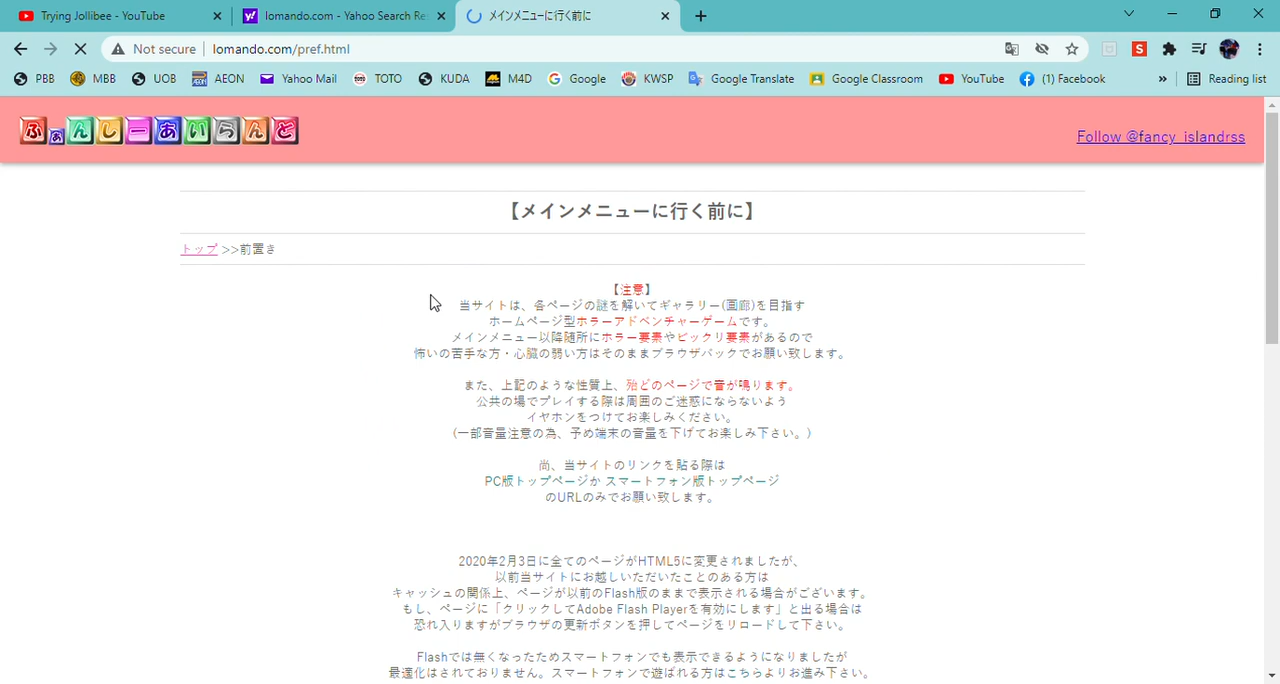 Trying Jollibee - YouTube
lomando.com - Yahoo Search Re
メインメニューに行く前に
Not secure
lomando.com/pref.html
PBB
MBB
UOB
AEON
Yahoo Mail
TOTO
KUDA
M4D
Google
KWSP
Google Translate
Google Classroom
YouTube
(1) Facebook
»
Reading list
ふぁんしーあいらんど
Follow @fancy_islandrss
【メインメニューに行く前に】
トップ >>前置き
【注意】
当サイトは、各ページの謎を解いてギャラリー(画廊)を目指す
ホームページ型ホラーアドベンチャーゲームです。
メインメニュー以降随所にホラー要素やビックリ要素があるので
怖いの苦手な方・心臓の弱い方はそのままブラウザバックでお願い致します。
また、上記のような性質上、殆どのページで音が鳴ります。
公共の場でプレイする際は周囲のご迷惑にならないよう
イヤホンをつけてお楽しみください。
(一部音量注意の為、予め端末の音量を下げてお楽しみ下さい。)
尚、当サイトのリンクを貼る際は
PC版トップページか スマートフォン版トップページ
のURLのみでお願い致します。
2020年2月3日に全てのページがHTML5に変更されましたが、
以前当サイトにお越しいただいたことのある方は
キャッシュの関係上、ページが以前のFlash版のままで表示される場合がございます。
もし、ページに「クリックしてAdobe Flash Playerを有効にします」と出る場合は
恐れ入りますがブラウザの更新ボタンを押してページをリロードして下さい。
Flashでは無くなったためスマートフォンでも表示できるようになりましたが
最適化はされておりません。スマートフォンで遊ばれる方はこちらよりお進み下さい。